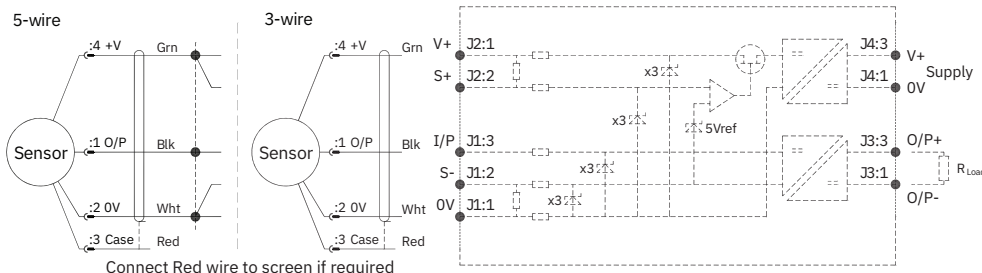 5-wire
:4 +V
Grn
Sensor
:1 O/P
Blk
:2 0V
Wht
:3 Case
Red
3-wire
:4 +V
Grn
Sensor
:1 O/P
Blk
:2 0V
Wht
:3 Case
Red
Connect Red wire to screen if required
V+ J2:1
S+ J2:2
I/P J1:3
S- J1:2
0V J1:1
x3
x3
5Vref
x3
x3
J4:3 V+
Supply
J4:1 0V
J3:3 O/P+
R Load
J3:1 O/P-